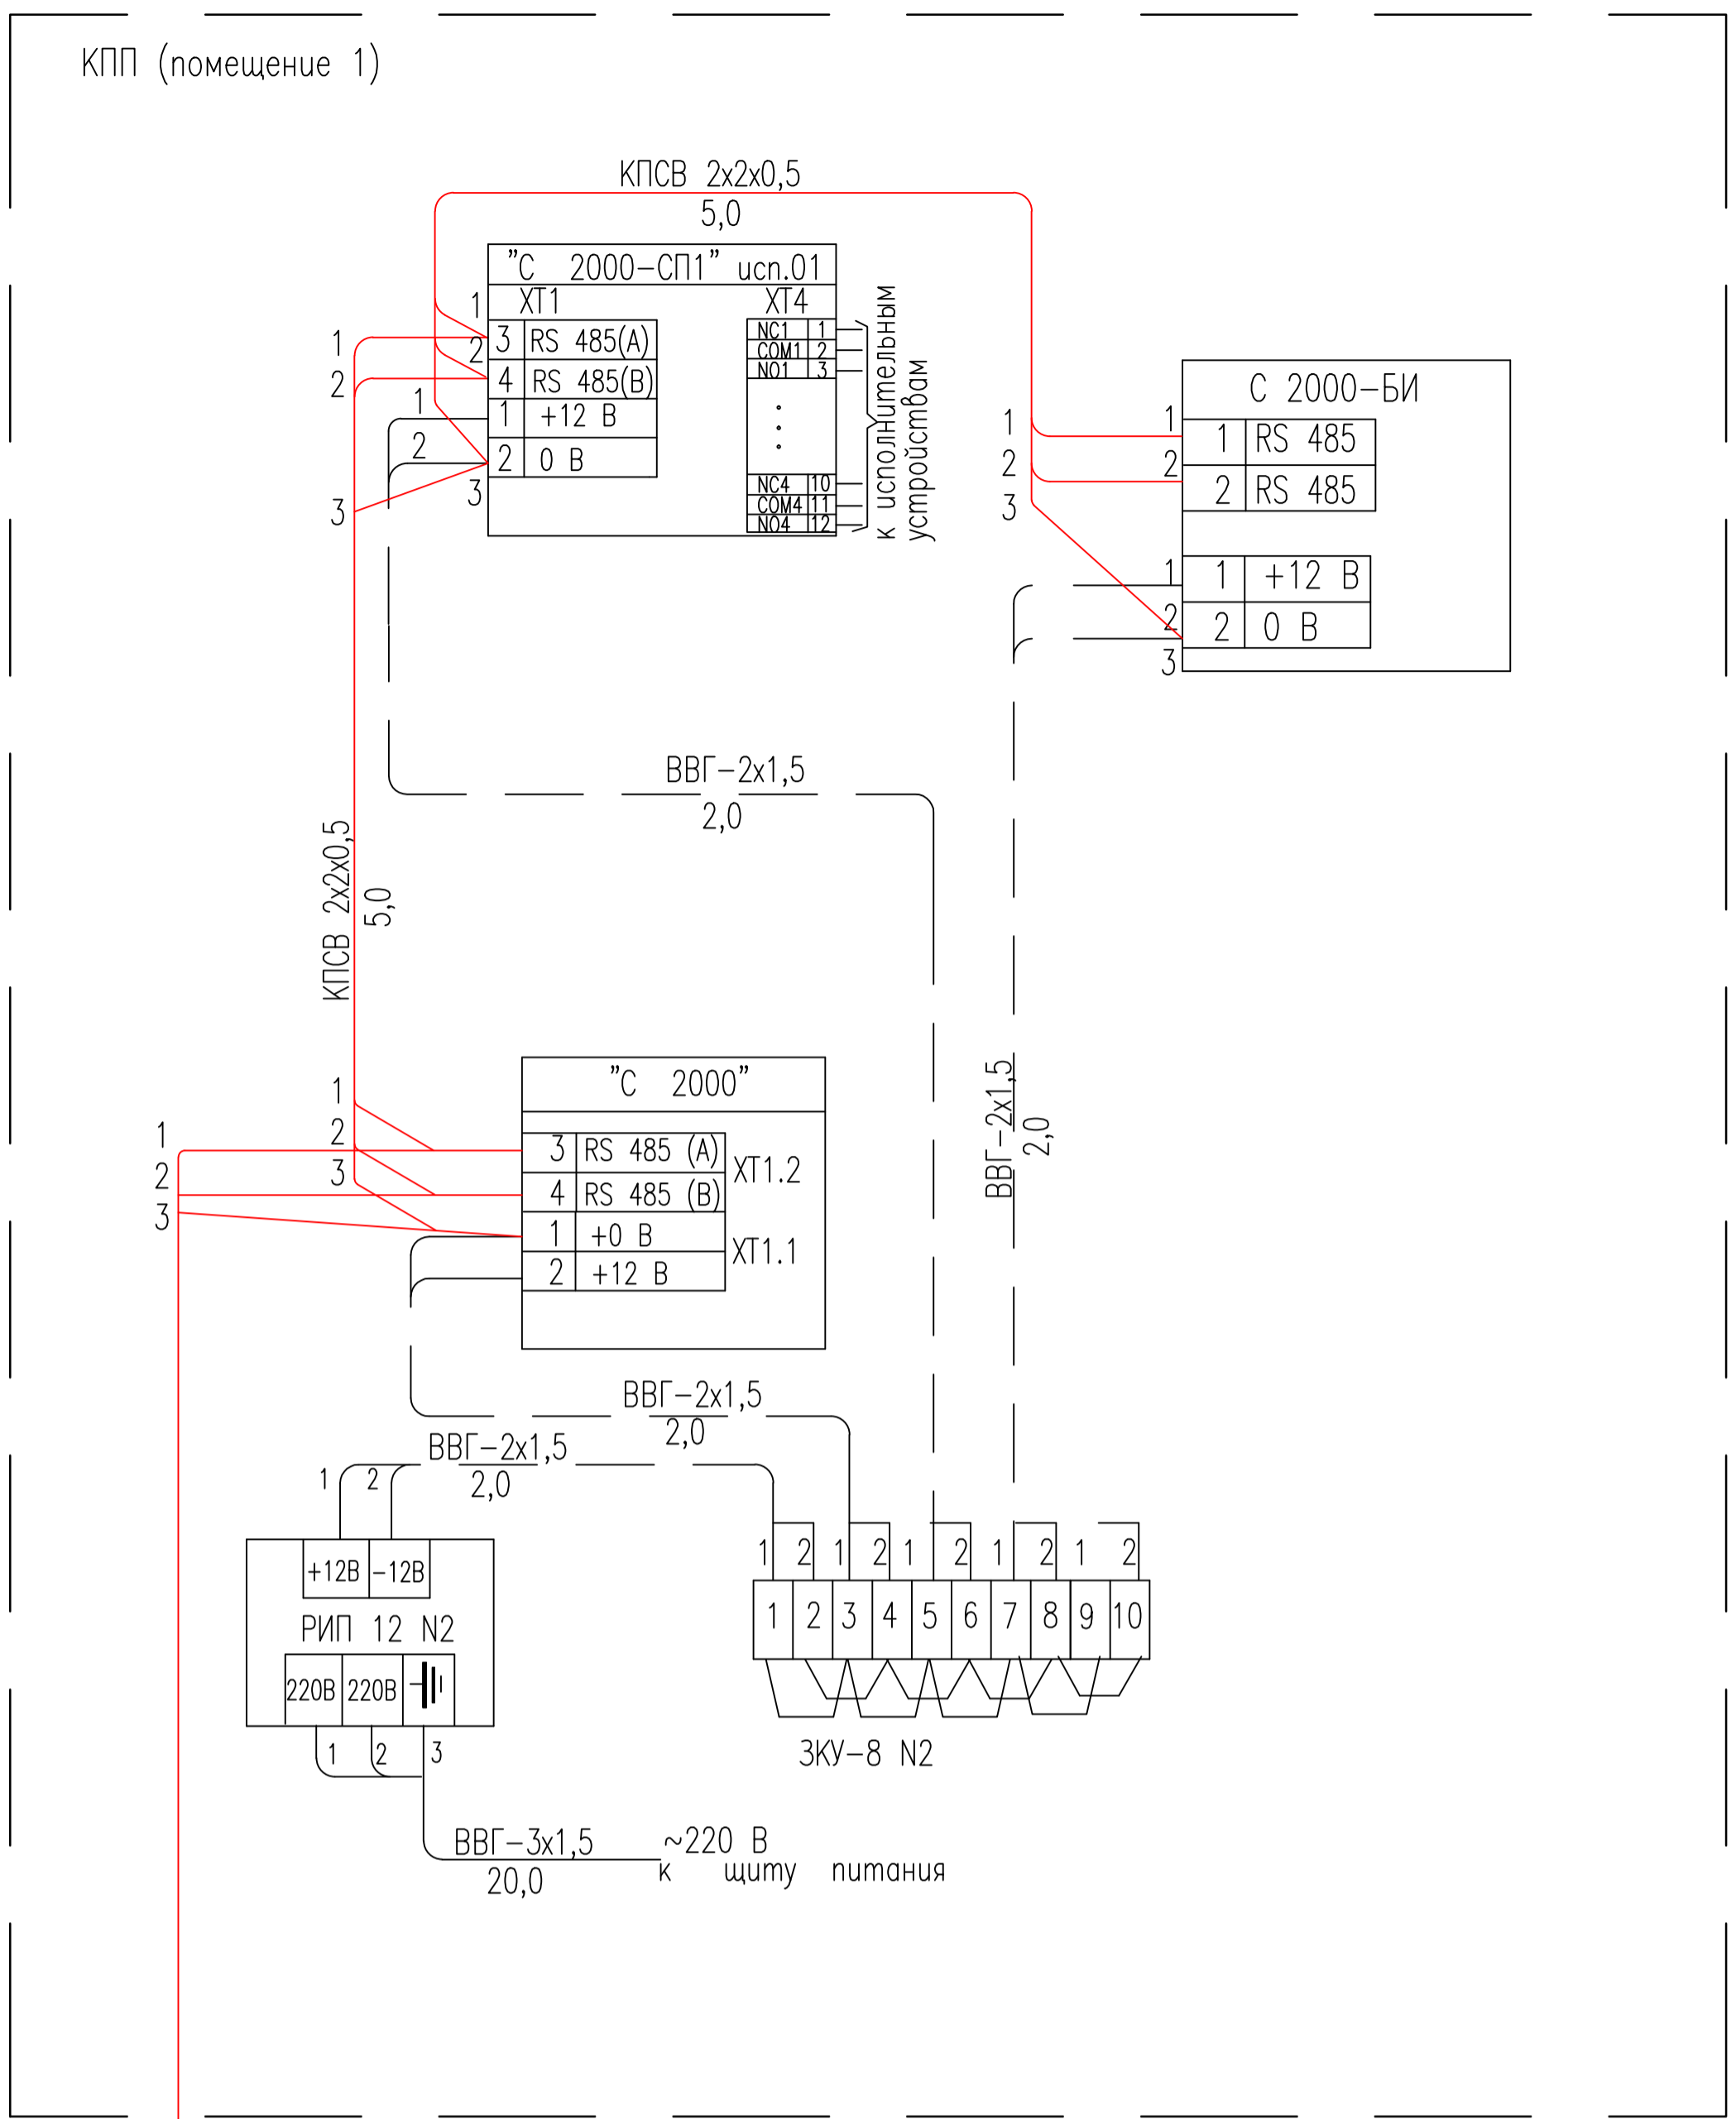 КПП (помещение 1)
КПСВ 2х2х0,5
5,0
"С 2000-СП1" исп.01
ХТ1
ХТ4
1
3 RS 485(А)
2
4 RS 485(В)
1 +12 В
2 0 В
3
1
2
1
2
3
NC1 1
COM1 2
NO1 3
NC4 10
COM4 11
NO4 12
к исполнительным
устройствам
С 2000-БИ
1
2
3
1
1 RS 485
2
2 RS 485
1
1 +12 В
2
2 0 В
3
ВВГ-2х1,5
2,0
КПСВ 2х2х0,5
5,0
ВВГ-2х1,5
2,0
"С 2000"
1
2
3
1
2
3
3 RS 485 (А)
4 RS 485 (В)
ХТ1.2
1 +0 В
2 +12 В
ХТ1.1
ВВГ-2х1,5
2,0
ВВГ-2х1,5
2,0
1 2
+12В -12В
РИП 12 N2
220В 220В
1 2 3
1 2 1 2 1 2 1 2 1 2
1 2 3 4 5 6 7 8 9 10
ЗКУ-8 N2
ВВГ-3х1,5
20,0
~220 В
к щиту питания